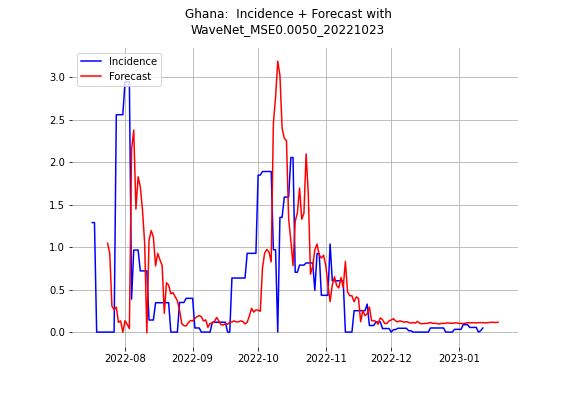 Ghana:  Incidence + Forecast with
WaveNet_MSE0.0050_20221023
Incidence
Forecast
3.0
2.5
2.0
1.5
1.0
0.5
0.0
2022-08 2022-09 2022-10 2022-11 2022-12 2023-01